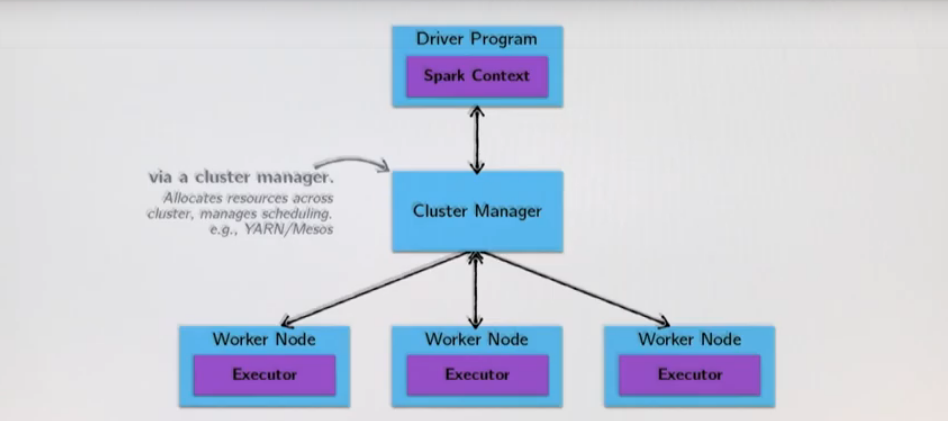 Driver Program
Spark Context
via a cluster manager.
Allocates resources across
cluster, manages scheduling.
e.g., YARN/Mesos
Cluster Manager
Worker Node
Executor
Worker Node
Executor
Worker Node
Executor